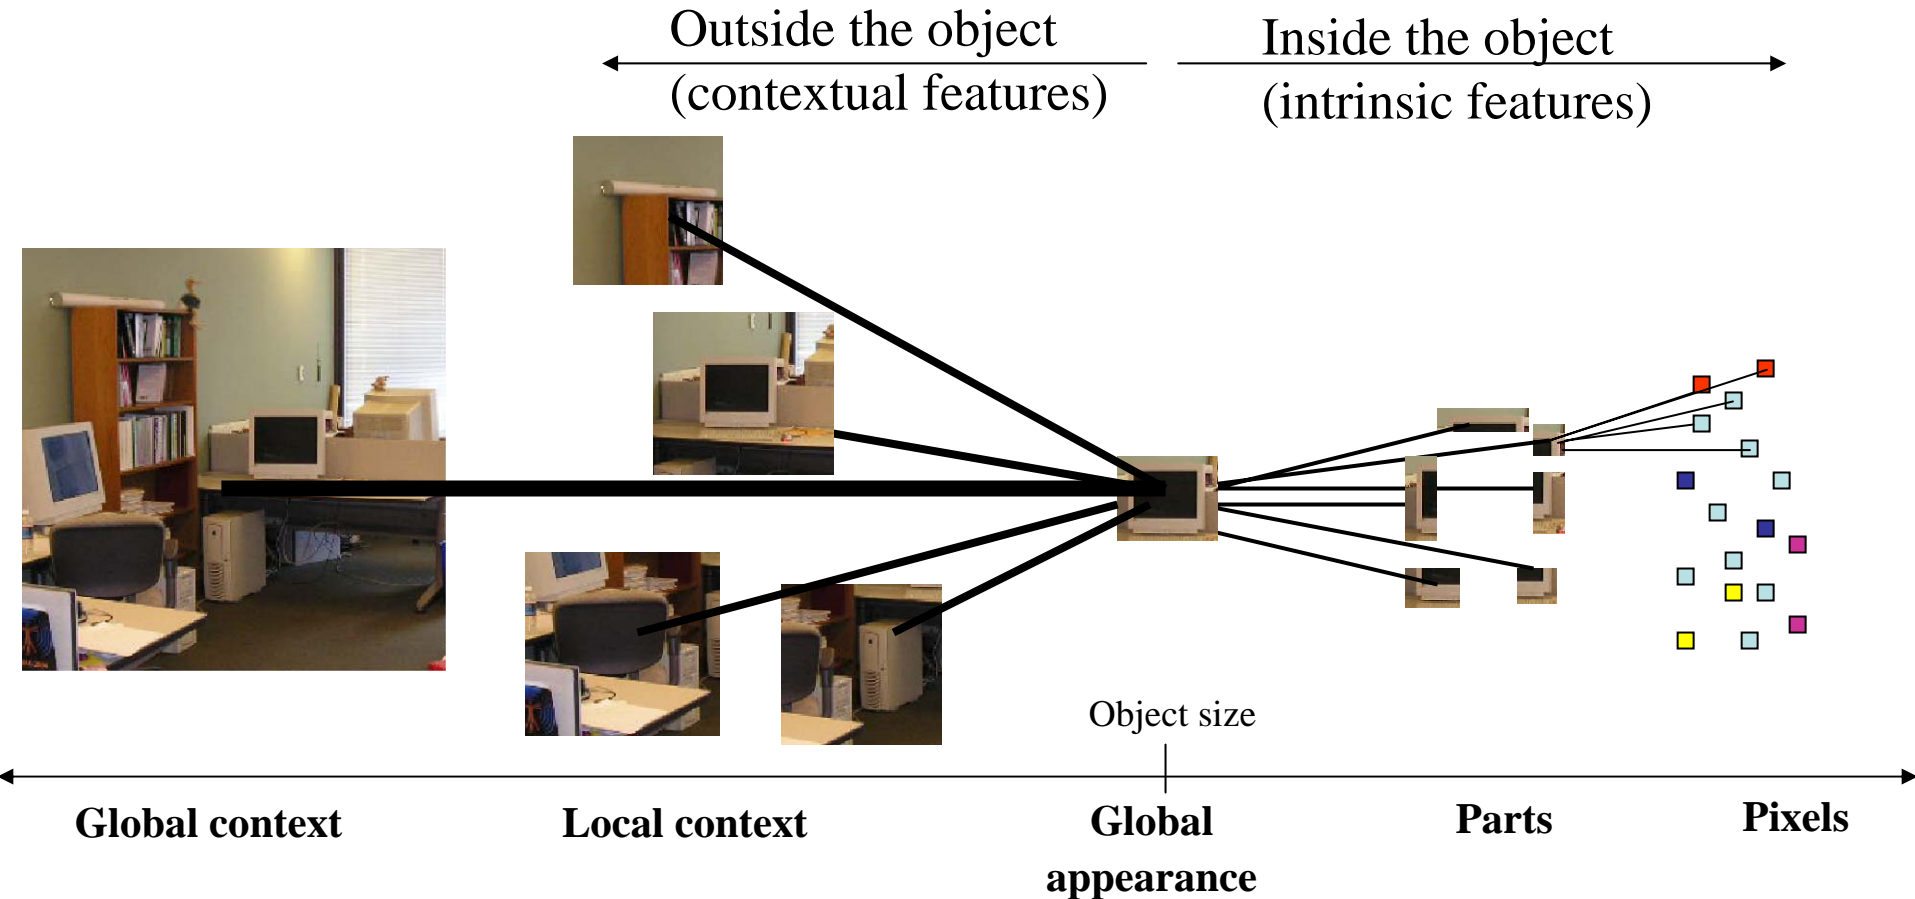 Outside the object
(contextual features)
Inside the object
(intrinsic features)
Object size
Global context
Local context
Global
appearance
Parts
Pixels